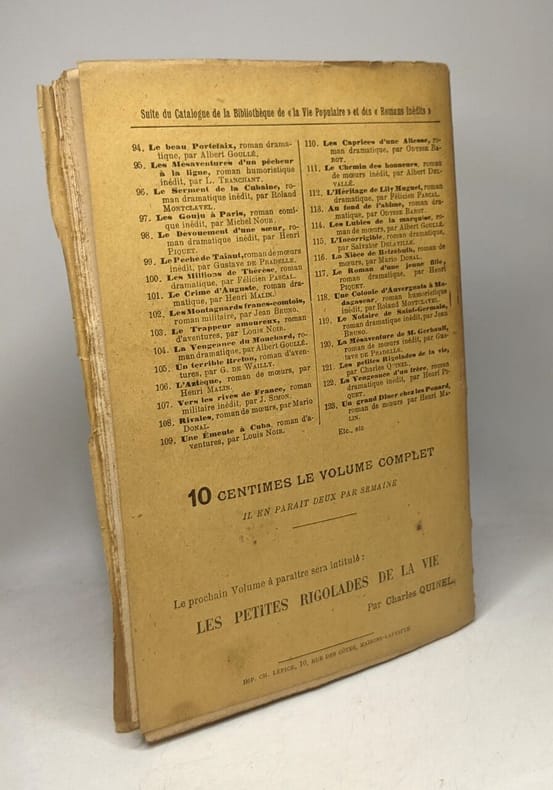 Suite du Catalogue de la Bibliothèque de « la Vie Populaire » et des « Romans Inédits »
94. Le beau Portefaix, roman drama-
tique, par Albert GOULLÉ.
95. Les Mésaventures d'un pêcheur
à la ligne, roman humoristique
inédit, par L. TRANCHANT.
96. Le Serment de la Cubaine, ro-
man dramatique inédit, par Roland
MONTCLAVEL.
97. Les Gouju à Paris, roman comi-
que inédit, par Michel NOUR.
98. Le Dévouement d'une sœur, ro-
man dramatique inédit, par Henri
PIQUET.
99. Le Péché de Taïaut, roman de mœurs
inédit, par Gustave DE PRADELLE.
100. Les Millions de Thérèse, roman
dramatique, par Félicien PASCAL.
101. Le Crime d'Auguste, roman dra-
matique, par Henri MALIN.
102. Les Montagnards francs-comtois,
roman militaire, par Jean BRUNO.
103. Le Trappeur amoureux, roman
d'aventures, par Louis NOIR.
104. La Vengeance du Mouchard, ro-
man dramatique, par Albert GOULLÉ.
105. Un terrible Breton, roman d'aven-
tures, par G. DE WAILLY.
106. L'Aztèque, roman de mœurs, par
Henri MALIN.
107. Vers les rives de France, roman
militaire inédit, par J. SIMON.
108. Rivales, roman de mœurs, par Mario
DONAL.
109. Une Émeute à Cuba, roman d'a-
ventures, par Louis NOIR.
110. Les Caprices d'une Altesse, ro-
man dramatique, par ODYSSE BA-
ROT.
111. Le Chemin des honneurs, roman
de mœurs inédit, par Albert DEL-
VALLÉ.
112. L'Héritage de Lily Muguet, roman
dramatique, par Félicien PASCAL.
113. Au fond de l'abîme, roman dra-
matique, par ODYSSE BAROT.
114. Les Lubies de la marquise, ro-
man de mœurs, par Albert GOULLÉ.
115. L'Incorrigible, roman dramatique,
par Salvator DELAVILLE.
116. La Nièce de Belzébuth, roman de
mœurs, par Mario DONAL.
117. Le Roman d'une jeune fille,
roman dramatique, par Henri
PIQUET.
118. Une Colonie d'Auvergnats à Ma-
dagascar, roman humoristique
inédit, par Roland MONTCLAVEL.
119. Le Notaire de Saint-Germain,
roman dramatique inédit, par Jean
BRUNO.
120. La Mésaventure de M. Gerbault,
roman de mœurs inédit, par Gus-
tave DE PRADELLE.
121. Les petites Rigolades de la vie,
par Charles QUINEL.
122. La Vengeance d'un frère, roman
dramatique inédit, par Henri PI-
QUET.
123. Un grand Dîner chez les Ponard,
roman de mœurs par Henri MA-
LIN.
Etc., etc
10 CENTIMES LE VOLUME COMPLET
IL EN PARAIT DEUX PAR SEMAINE
Le prochain Volume à paraître sera intitulé :
LES PETITES RIGOLADES DE LA VIE
Par Charles QUINEL.
IMP. CH. LÉPICE, 10, RUE DES CÔTES, MAISONS-LAFFITTE